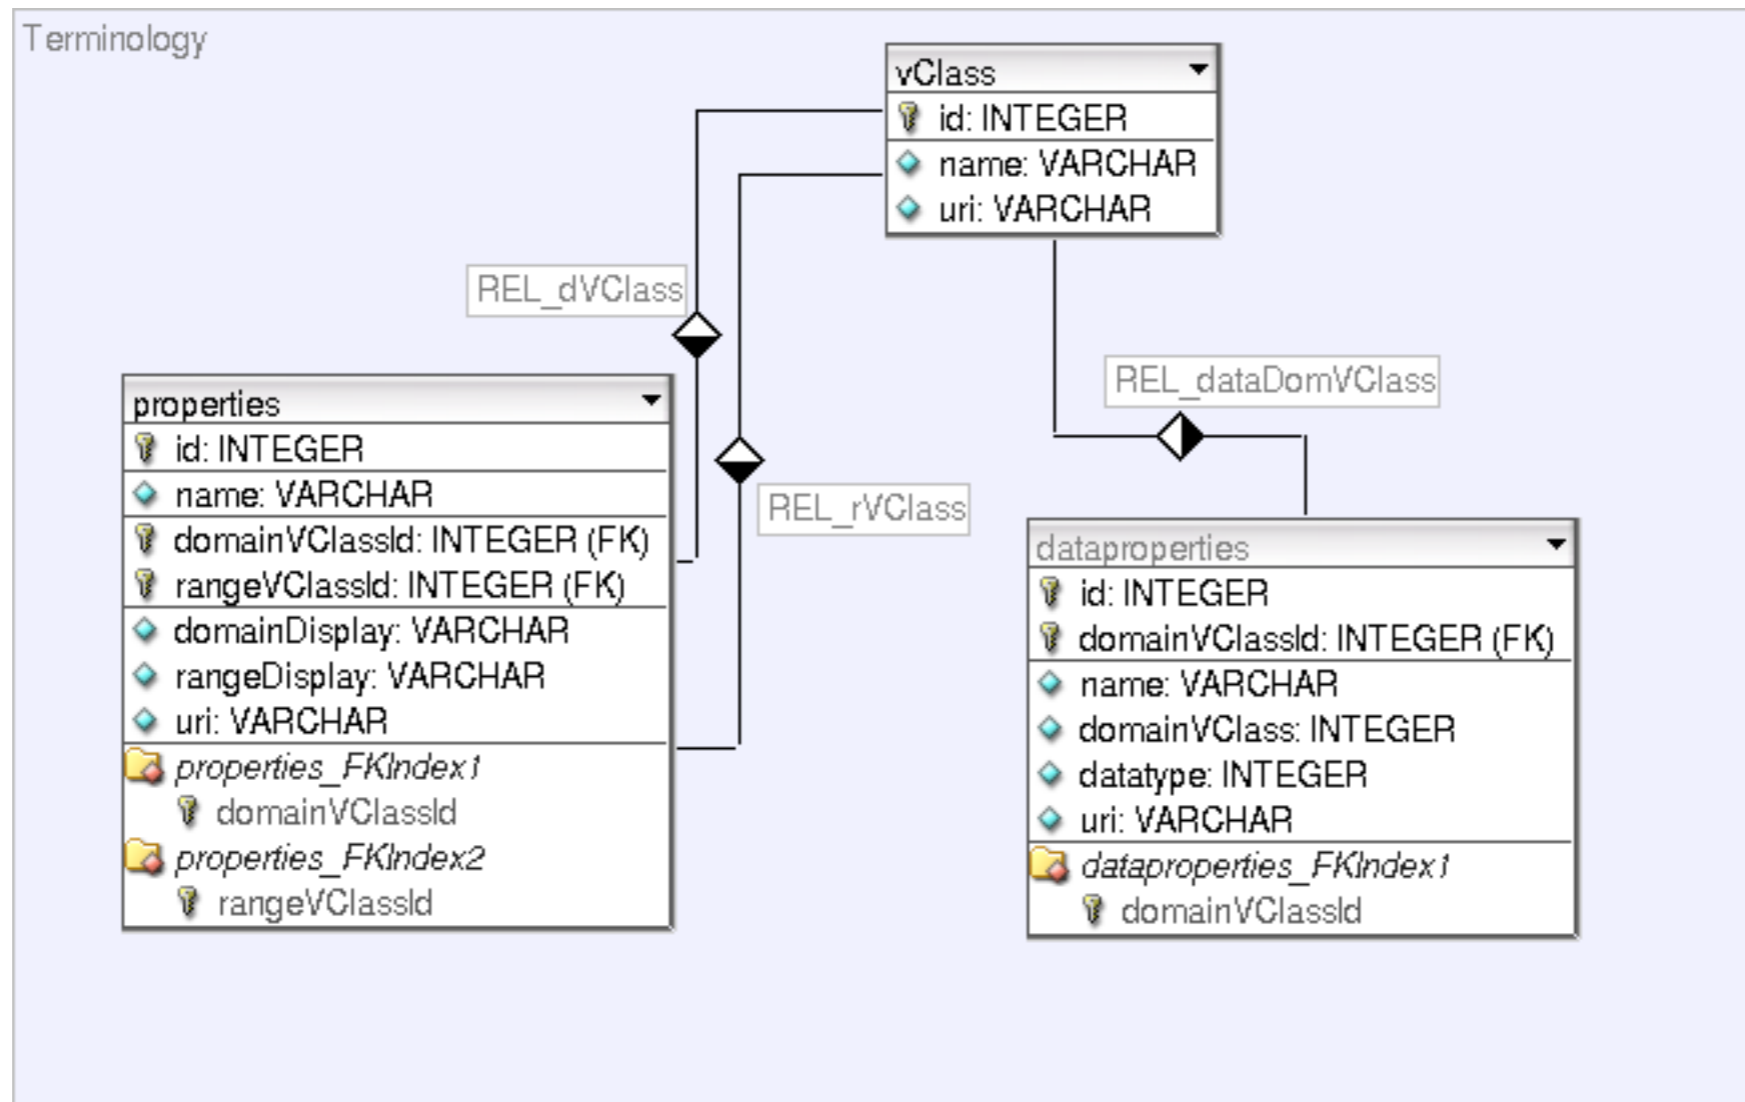 Terminology
vClass
id: INTEGER
name: VARCHAR
uri: VARCHAR
REL_dVClass
REL_dataDomVClass
REL_rVClass
properties
id: INTEGER
name: VARCHAR
domainVClassId: INTEGER (FK)
rangeVClassId: INTEGER (FK)
domainDisplay: VARCHAR
rangeDisplay: VARCHAR
uri: VARCHAR
properties_FKIndex1
domainVClassId
properties_FKIndex2
rangeVClassId
dataproperties
id: INTEGER
domainVClassId: INTEGER (FK)
name: VARCHAR
domainVClass: INTEGER
datatype: INTEGER
uri: VARCHAR
dataproperties_FKIndex1
domainVClassId